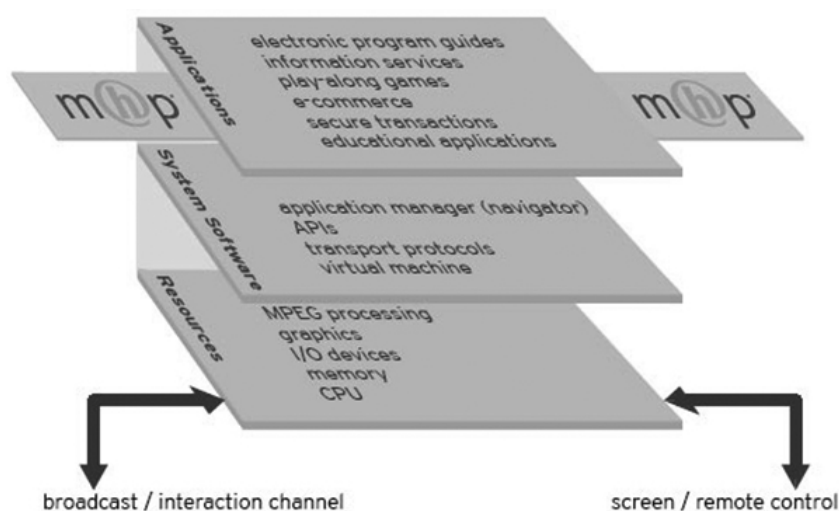 Applications
electronic program guides
information services
play-along games
e-commerce
secure transactions
educational applications
mhp
mhp
System Software
application manager (navigator)
APIs
transport protocols
virtual machine
Resources
MPEG processing
graphics
I/O devices
memory
CPU
broadcast / interaction channel
screen / remote control